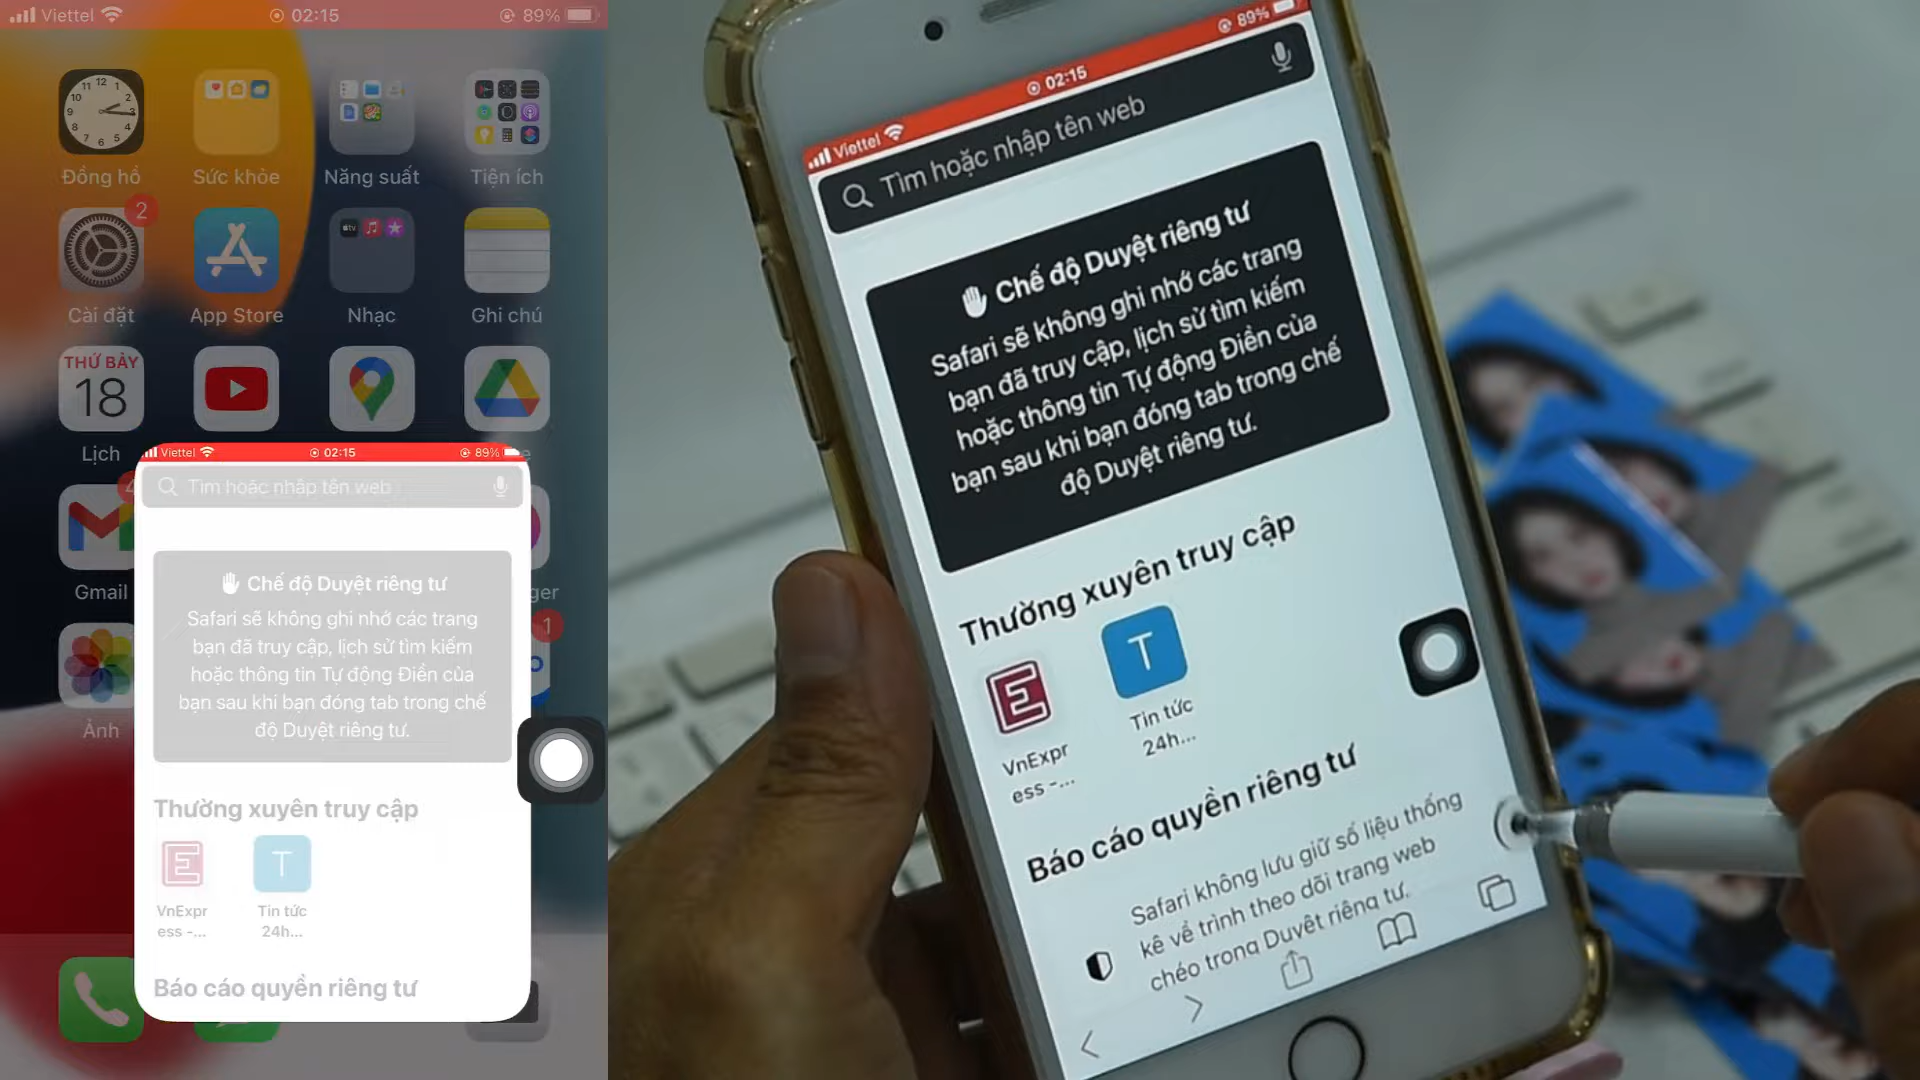 Viettel
02:15
89%
Đồng hồ
Sức khỏe
Năng suất
Tiện ích
2
Cài đặt
App Store
Nhạc
Ghi chú
THỨ BẢY
18
Lịch
Gmail
Ảnh
1
Viettel
02:15
89%
Tìm hoặc nhập tên web
Chế độ Duyệt riêng tư
Safari sẽ không ghi nhớ các trang
bạn đã truy cập, lịch sử tìm kiếm
hoặc thông tin Tự động Điền của
bạn sau khi bạn đóng tab trong chế
độ Duyệt riêng tư.
Thường xuyên truy cập
T
VnExpr
ess -...
Tin tức
24h...
Báo cáo quyền riêng tư
Viettel
02:15
89%
Tìm hoặc nhập tên web
Chế độ Duyệt riêng tư
Safari sẽ không ghi nhớ các trang
bạn đã truy cập, lịch sử tìm kiếm
hoặc thông tin Tự động Điền của
bạn sau khi bạn đóng tab trong chế
độ Duyệt riêng tư.
Thường xuyên truy cập
E
T
VnExpr
ess -...
Tin tức
24h...
Báo cáo quyền riêng tư
Safari không lưu giữ số liệu thống
kê về trình theo dõi trang web
chéo trong Duyệt riêng tư.